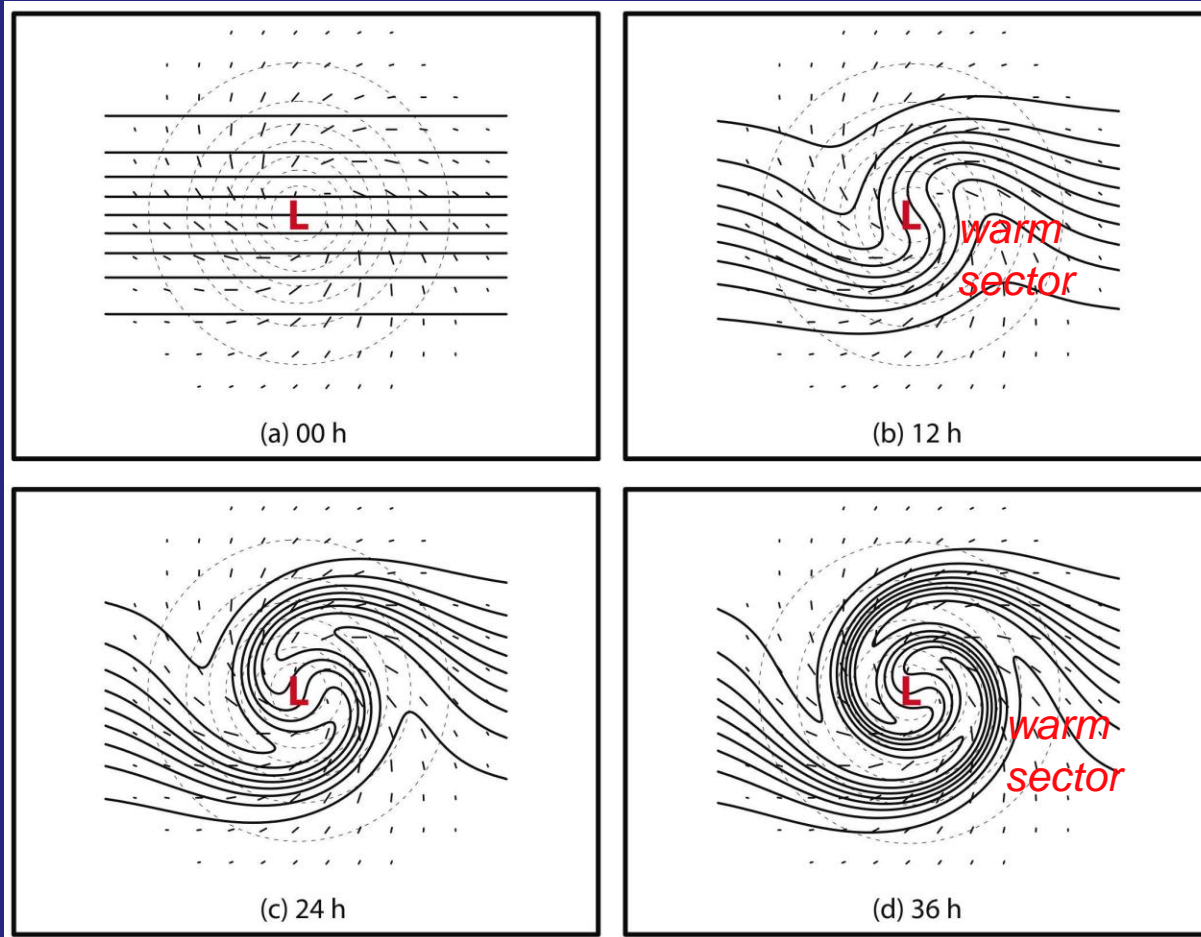 L
(a) 00 h
L
warm
sector
(b) 12 h
L
(c) 24 h
L
warm
sector
(d) 36 h